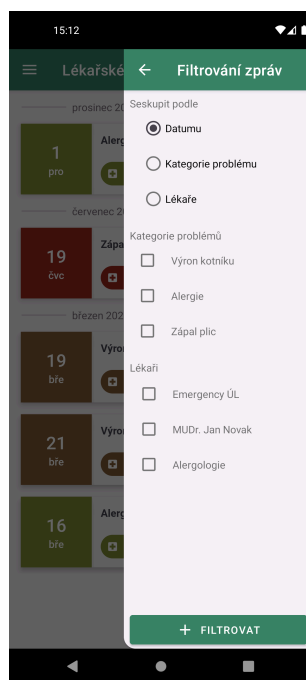 15:12
Lékařské
Filtrování zpráv
prosinec 20
1
pro
Alerg
červenec 2
19
čvc
Zápa
březen 202
19
bře
Výro
21
bře
Výro
16
bře
Alerg
Seskupit podle
Datumu
Kategorie problému
Lékaře
Kategorie problémů
Výron kotníku
Alergie
Zápal plic
Lékaři
Emergency ÚL
MUDr. Jan Novak
Alergologie
+ FILTROVAT